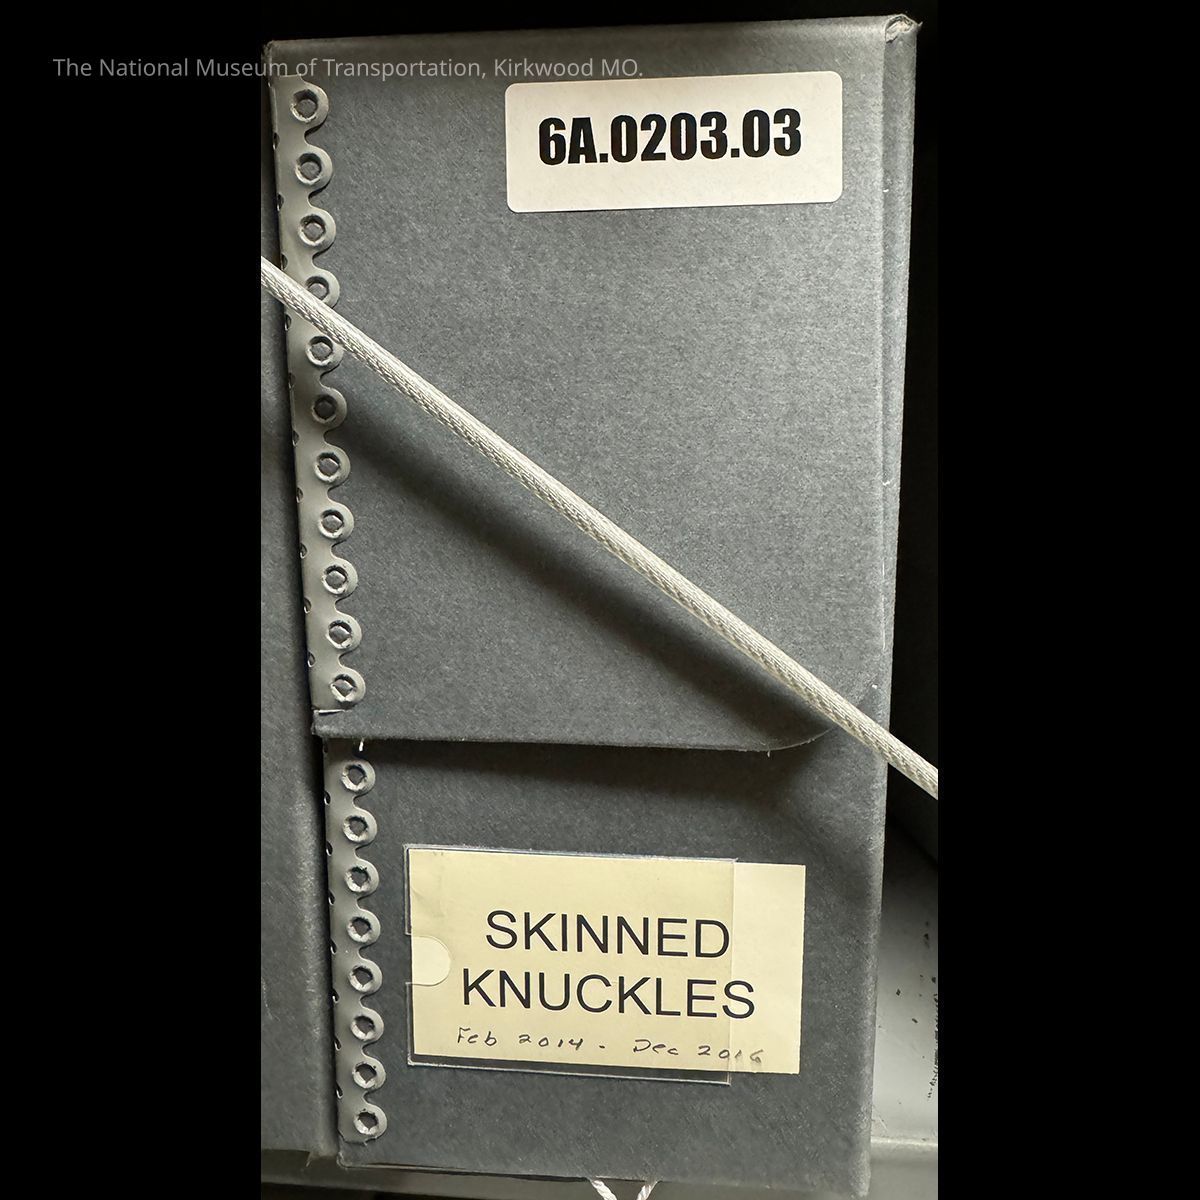 The National Museum of Transportation, Kirkwood MO.
6A.0203.03
SKINNED
KNUCKLES
Feb 2014 - Dec 2016